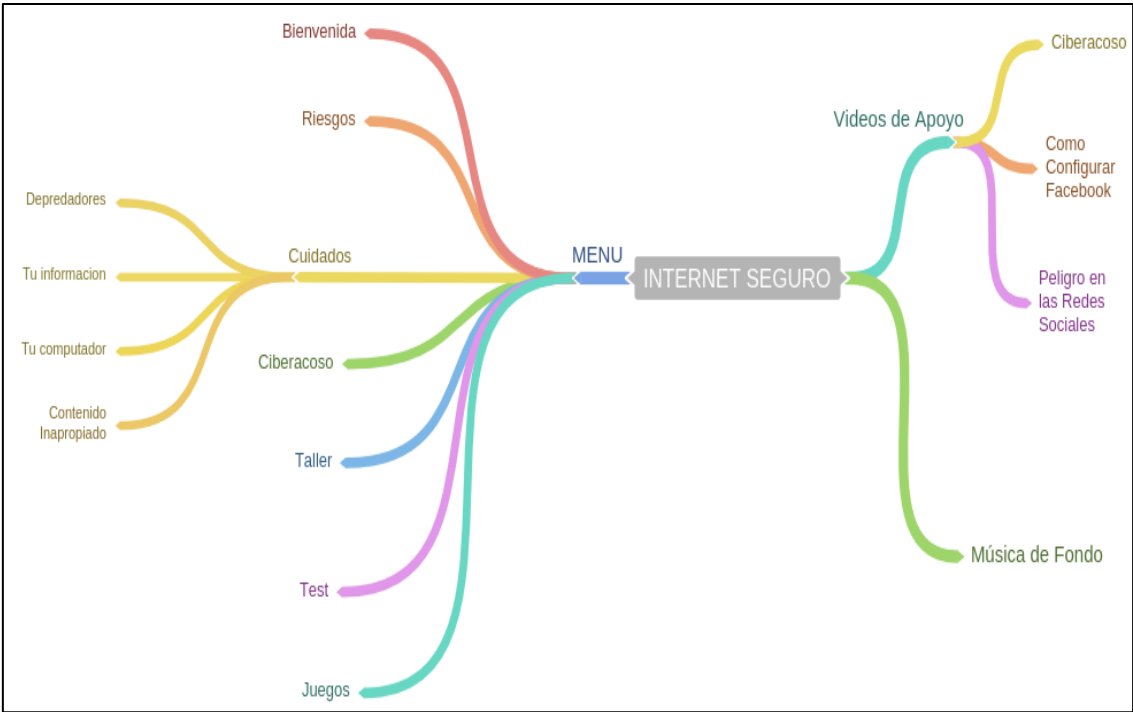 Bienvenida
Riesgos
Depredadores
Tu informacion
Tu computador
Contenido
Inapropiado
Cuidados
Ciberacoso
Taller
Test
Juegos
MENU
INTERNET SEGURO
Videos de Apoyo
Ciberacoso
Como
Configurar
Facebook
Peligro en
las Redes
Sociales
Música de Fondo